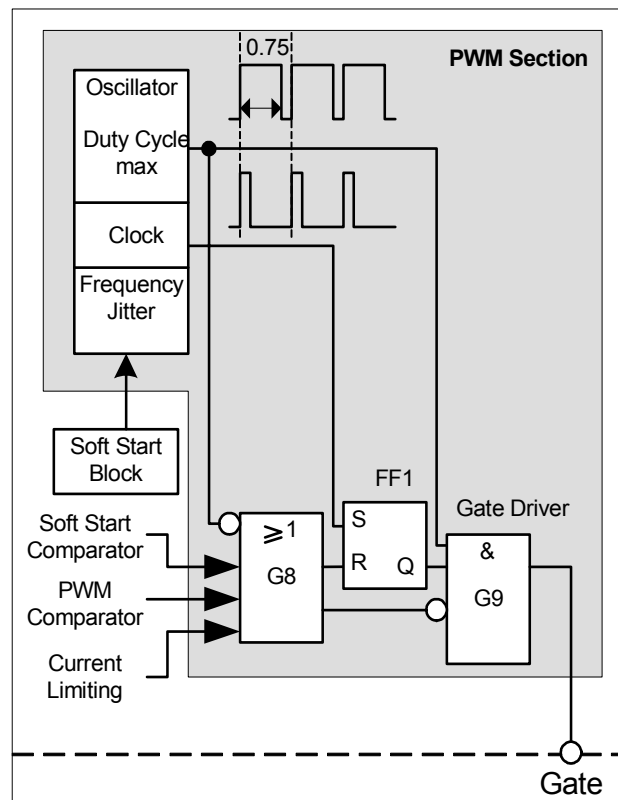 0.75
PWM Section
Oscillator
Duty Cycle
max
Clock
Frequency
Jitter
Soft Start
Block
FF1
Gate Driver
Soft Start
Comparator
PWM
Comparator
Current
Limiting
⩾1
G8
S
R
Q
&
G9
Gate